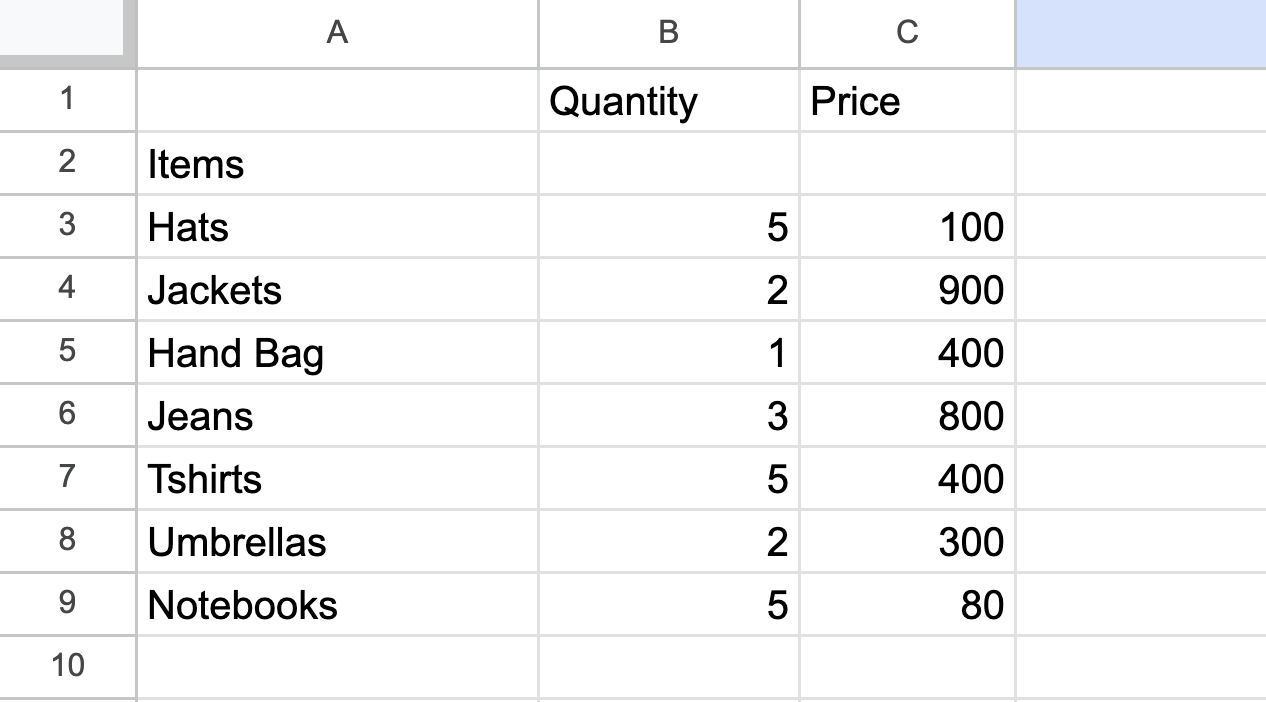 A B C
1 Quantity Price
2 Items
3 Hats 5 100
4 Jackets 2 900
5 Hand Bag 1 400
6 Jeans 3 800
7 Tshirts 5 400
8 Umbrellas 2 300
9 Notebooks 5 80
10